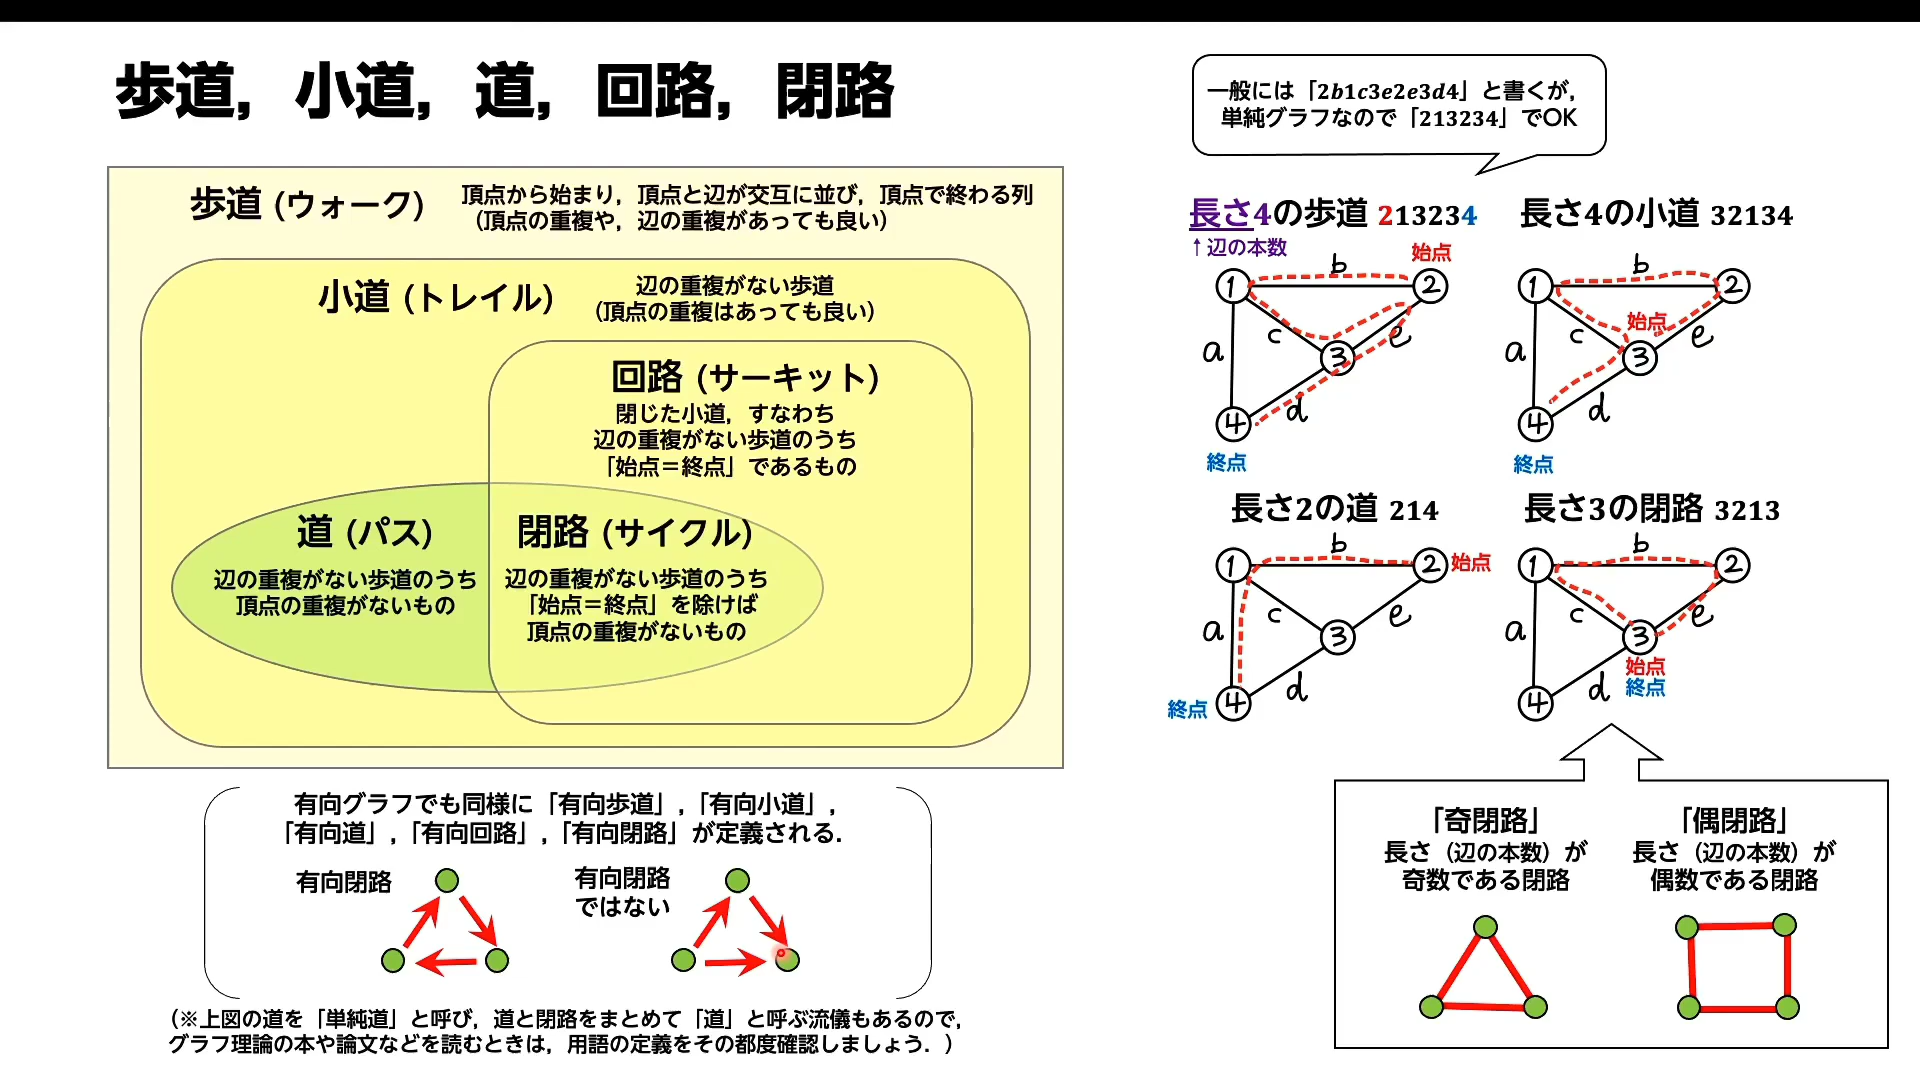 歩道，小道，道，回路，閉路
一般には「2b1c3e2e3d4」と書くが，
単純グラフなので「213234」でOK
歩道 (ウォーク)
頂点から始まり，頂点と辺が交互に並び，頂点で終わる列
（頂点の重複や，辺の重複があっても良い）
小道 (トレイル)
辺の重複がない歩道
（頂点の重複はあっても良い）
回路 (サーキット)
閉じた小道，すなわち
辺の重複がない歩道のうち
「始点＝終点」であるもの
道 (パス)
辺の重複がない歩道のうち
頂点の重複がないもの
閉路 (サイクル)
辺の重複がない歩道のうち
「始点＝終点」を除けば
頂点の重複がないもの
有向グラフでも同様に「有向歩道」,「有向小道」,
「有向道」,「有向回路」,「有向閉路」が定義される.
有向閉路
有向閉路
ではない
（※上図の道を「単純道」と呼び，道と閉路をまとめて「道」と呼ぶ流儀もあるので，
グラフ理論の本や論文などを読むときは，用語の定義をその都度確認しましょう．）
長さ4の歩道 213234
↑辺の本数
始点
b
1
2
c
3
e
a
d
4
終点
長さ4の小道 32134
b
1
2
始点
c
3
e
a
d
4
終点
長さ2の道 214
b
1
2
始点
c
3
e
a
d
4
終点
長さ3の閉路 3213
b
1
2
c
3
e
a
始点
終点
d
4
「奇閉路」
長さ（辺の本数）が
奇数である閉路
「偶閉路」
長さ（辺の本数）が
偶数である閉路